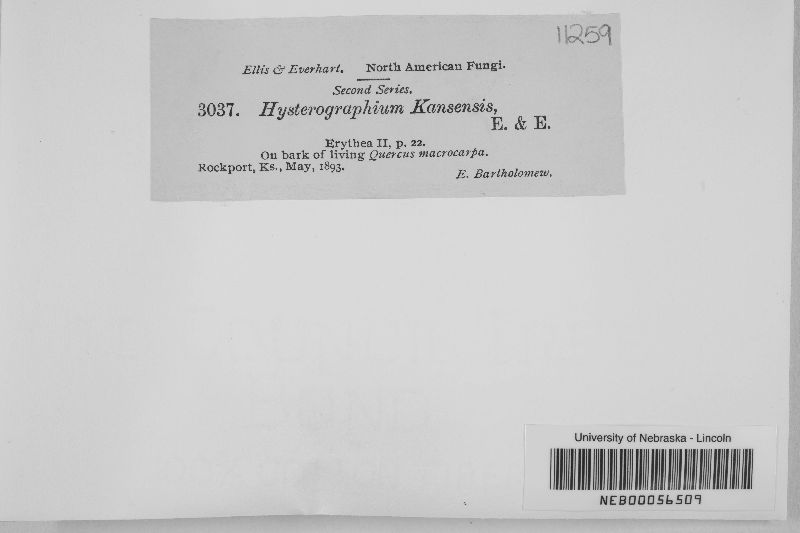 11259
Ellis & Everhart. North American Fungi.
Second Series.
3037. Hysterographium Kansensis,
E. & E.
Erythea II, p. 22.
On bark of living Quercus macrocarpa.
Rockport, Ks., May, 1893.
E. Bartholomew.
University of Nebraska - Lincoln
NEB00056509